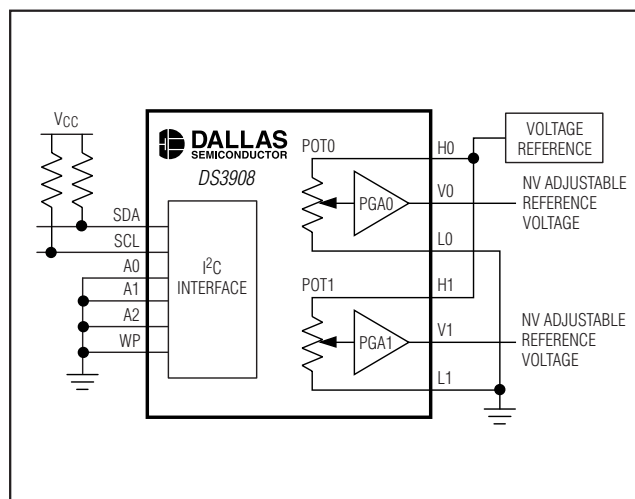 VCC
DALLAS
SEMICONDUCTOR
DS3908
SDA
SCL
A0
A1
A2
WP
I2C
INTERFACE
POT0
PGA0
H0
V0
L0
POT1
PGA1
H1
V1
L1
VOLTAGE
REFERENCE
NV ADJUSTABLE
REFERENCE
VOLTAGE
NV ADJUSTABLE
REFERENCE
VOLTAGE